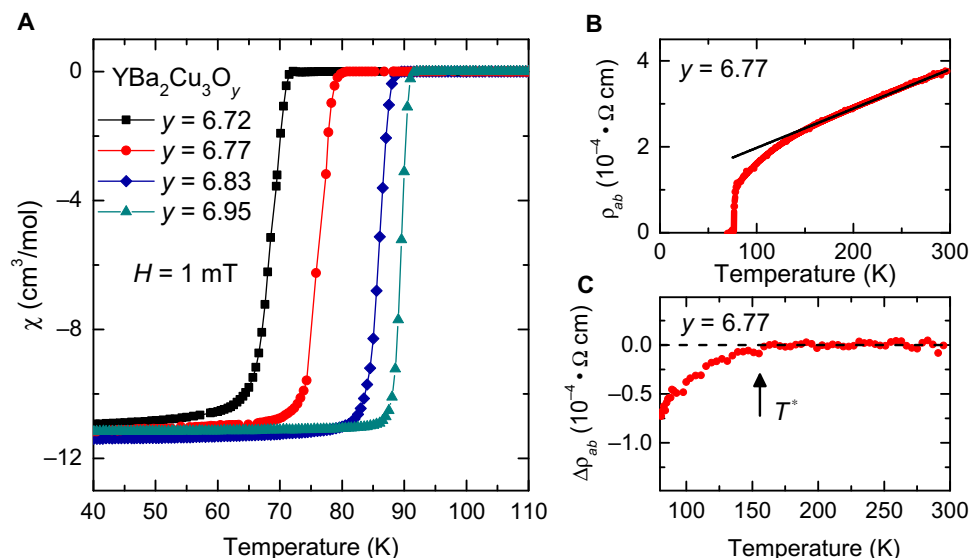 A
χ (cm³/mol)
0
−4
−8
−12
YBa₂Cu₃Oy
y = 6.72
y = 6.77
y = 6.83
y = 6.95
H = 1 mT
40 50 60 70 80 90 100 110
Temperature (K)
B
ρab (10⁻⁴ • Ω cm)
4
2
0
y = 6.77
0 100 200 300
Temperature (K)
C
Δρab (10⁻⁴ • Ω cm)
0.0
−0.5
−1.0
y = 6.77
T*
100 150 200 250 300
Temperature (K)